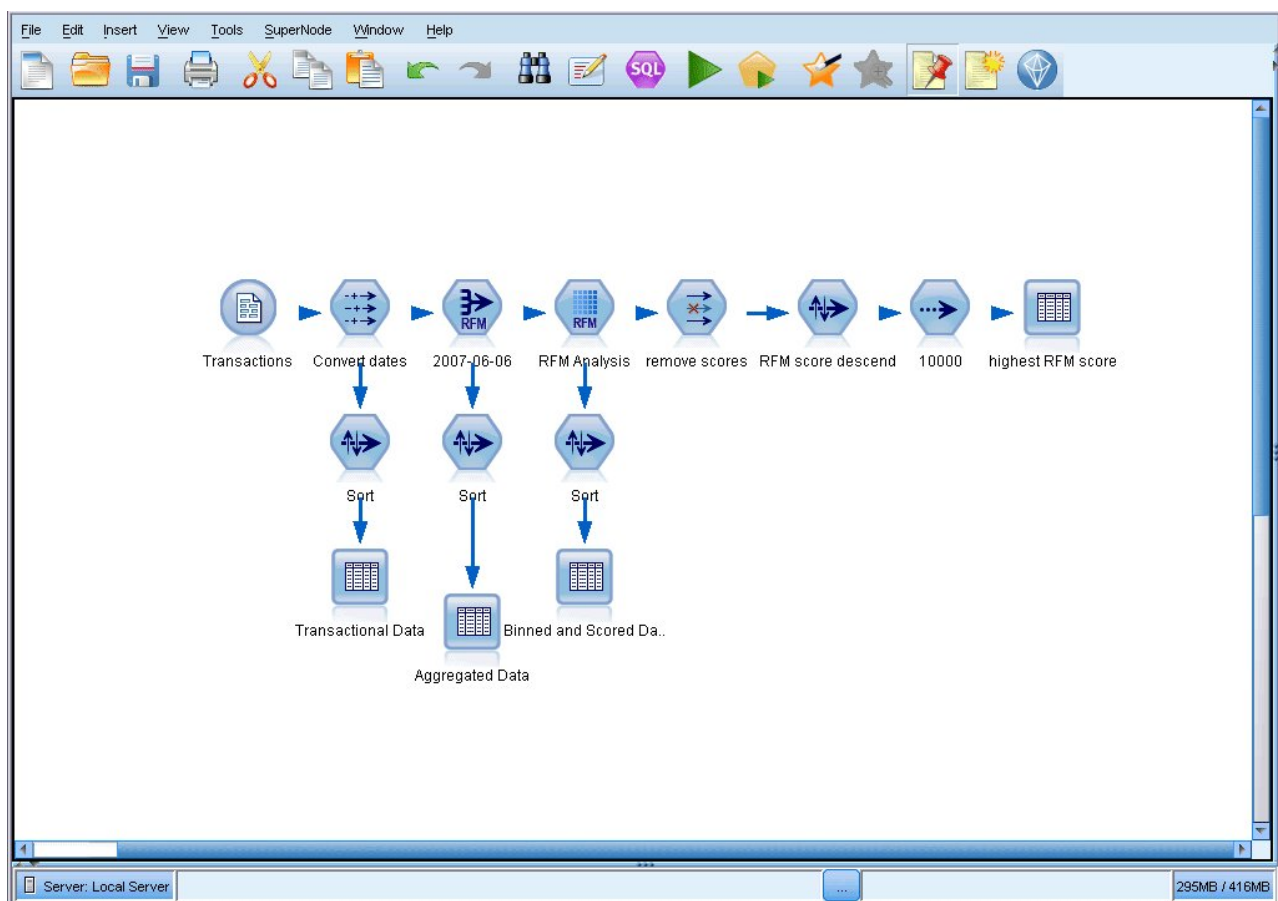 File Edit Insert View Tools SuperNode Window Help
SQL
RFM RFM
Transactions Convert dates 2007-06-06 RFM Analysis remove scores RFM score descend 10000 highest RFM score
Sort Sort Sort
Transactional Data Binned and Scored Da..
Aggregated Data
Server: Local Server ... 295MB / 416MB